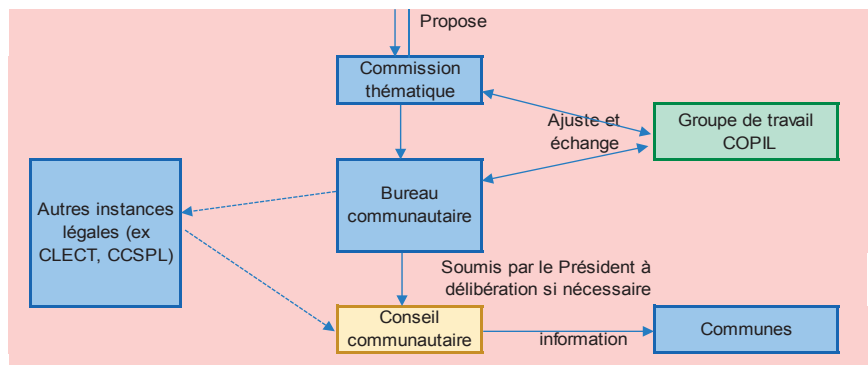 Propose
Commission
thématique
Ajuste et
échange
Groupe de travail
COPIL
Autres instances
légales (ex
CLECT, CCSPL)
Bureau
communautaire
Soumis par le Président à
délibération si nécessaire
Conseil
communautaire
information
Communes